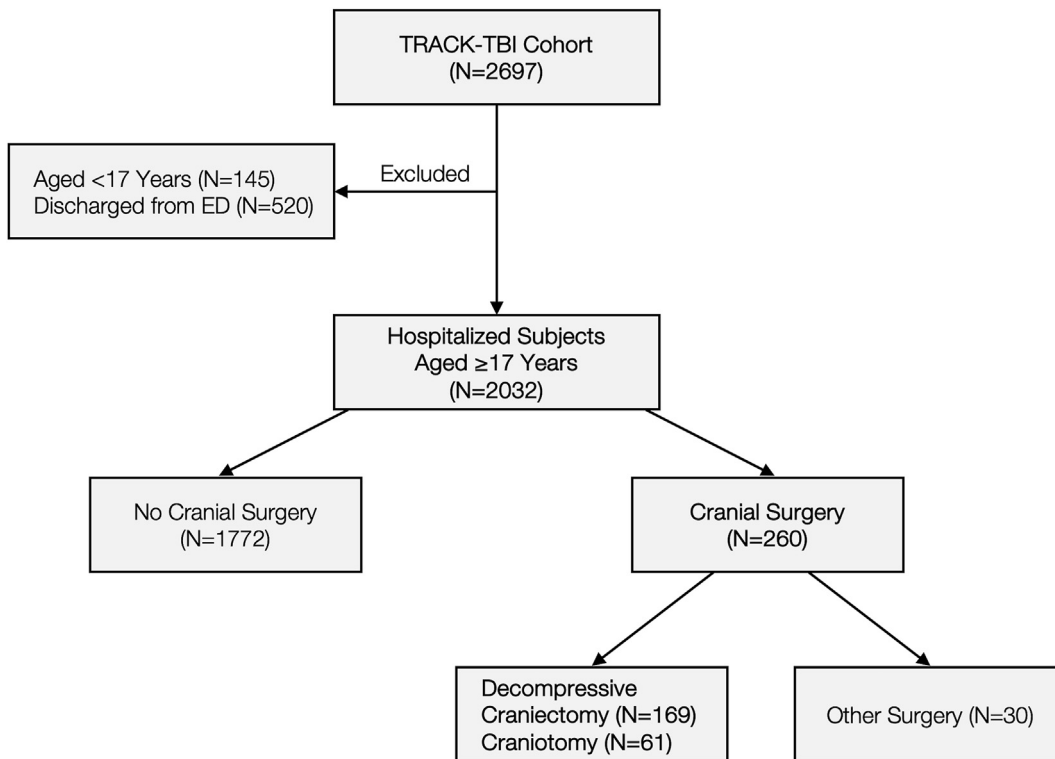 TRACK-TBI Cohort
(N=2697)
Excluded
Aged <17 Years (N=145)
Discharged from ED (N=520)
Hospitalized Subjects
Aged ≥17 Years
(N=2032)
No Cranial Surgery
(N=1772)
Cranial Surgery
(N=260)
Decompressive
Craniectomy (N=169)
Craniotomy (N=61)
Other Surgery (N=30)